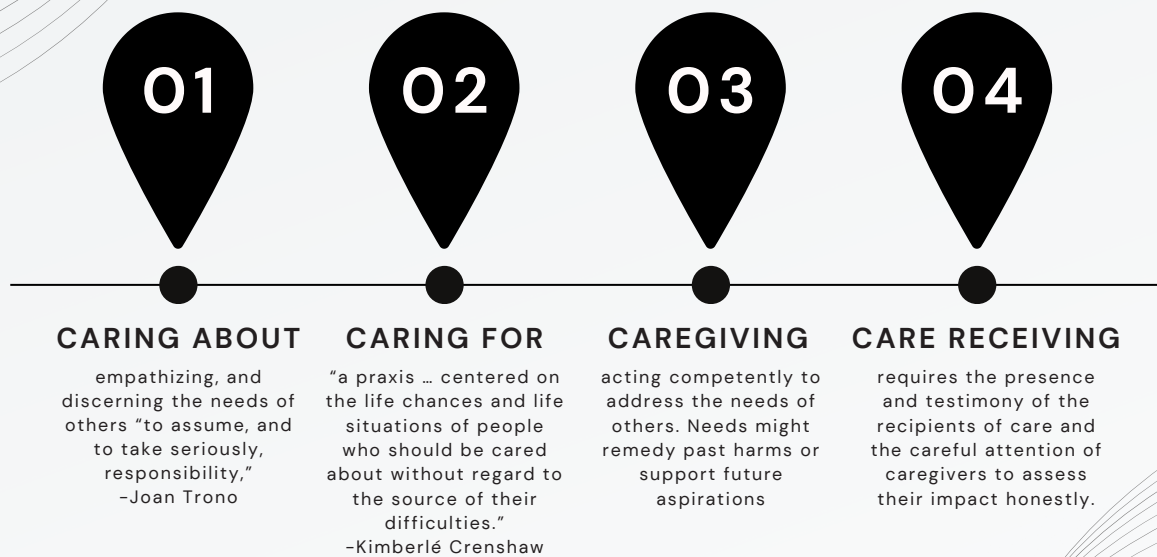 01
CARING ABOUT
empathizing, and
discerning the needs of
others “to assume, and
to take seriously,
responsibility,”
-Joan Trono
02
CARING FOR
“a praxis … centered on
the life chances and life
situations of people
who should be cared
about without regard to
the source of their
difficulties.”
-Kimberlé Crenshaw
03
CAREGIVING
acting competently to
address the needs of
others. Needs might
remedy past harms or
support future
aspirations
04
CARE RECEIVING
requires the presence
and testimony of the
recipients of care and
the careful attention of
caregivers to assess
their impact honestly.